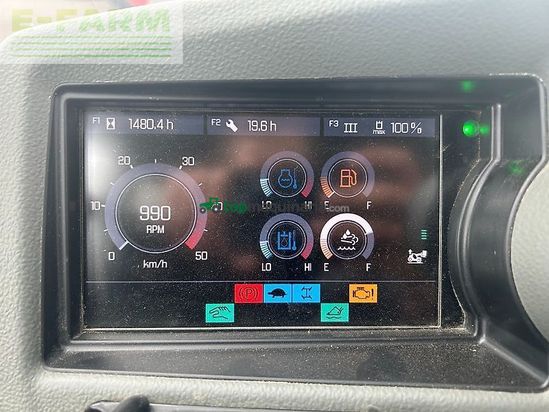 E-FARM
F1 1480.4 h F2 19.6 h F3 III max 100 %
20 30
10
990
RPM
0 50
km/h
LO HI E F
LO HI E F
.com
P